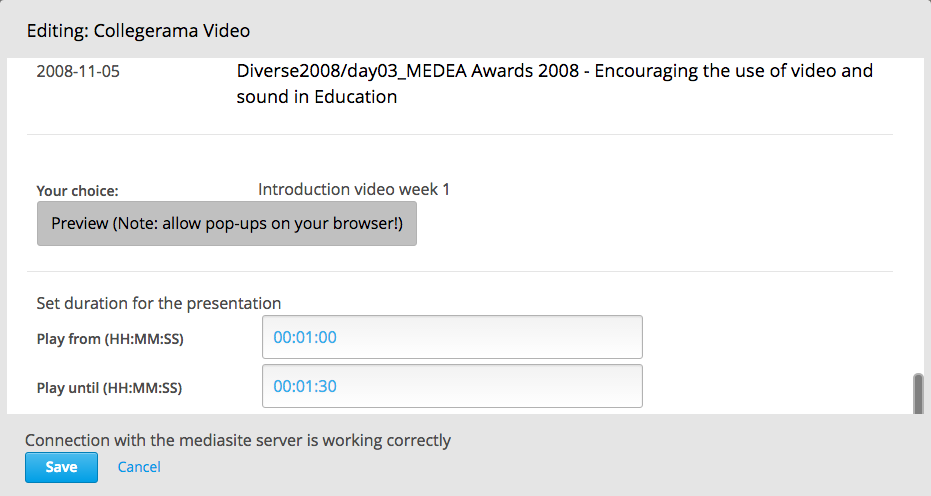 Editing: Collegerama Video
2008-11-05
Diverse2008/day03_MEDEA Awards 2008 - Encouraging the use of video and
sound in Education
Your choice:
Introduction video week 1
Preview (Note: allow pop-ups on your browser!)
Set duration for the presentation
Play from (HH:MM:SS)
00:01:00
Play until (HH:MM:SS)
00:01:30
Connection with the mediasite server is working correctly
Save
Cancel